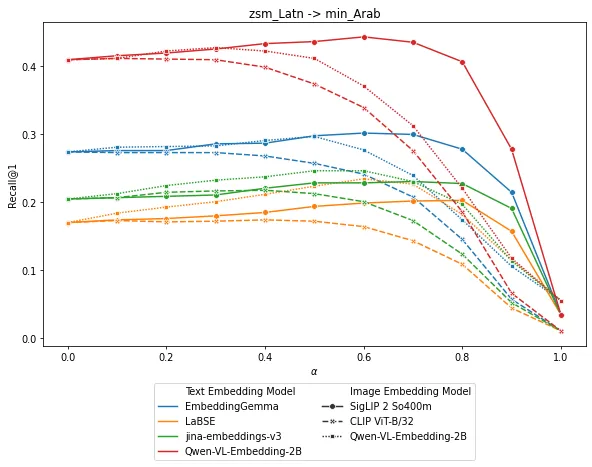 zsm_Latn -> min_Arab
Recall@1
0.4
0.3
0.2
0.1
0.0
0.0 0.2 0.4 0.6 0.8 1.0
α
Text Embedding Model
EmbeddingGemma
LaBSE
jina-embeddings-v3
Qwen-VL-Embedding-2B
Image Embedding Model
SigLIP 2 So400m
CLIP ViT-B/32
Qwen-VL-Embedding-2B